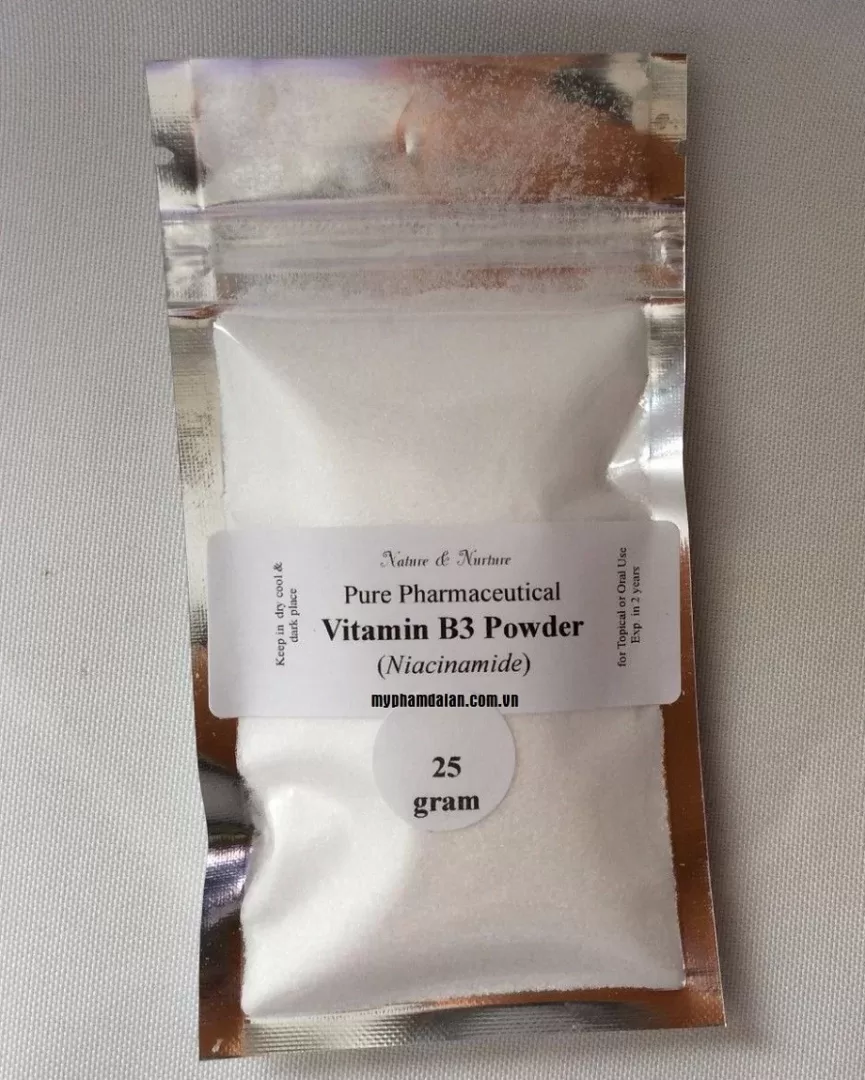 Nature & Nurture
Pure Pharmaceutical
Vitamin B3 Powder
(Niacinamide)
Keep in dry cool &
dark place
for Topical or Oral Use
Exp. in 2 years
myphamdalan.com.vn
25
gram